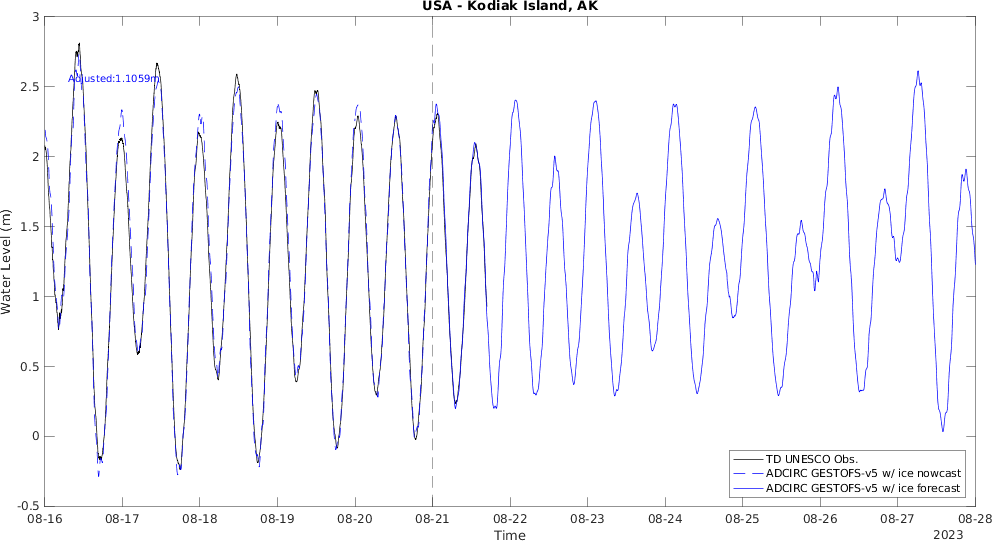 USA - Kodiak Island, AK
3
2.5
2
1.5
1
0.5
0
-0.5
Water Level (m)
Adjusted:1.1059m
TD UNESCO Obs.
ADCIRC GESTOFS-v5 w/ ice nowcast
ADCIRC GESTOFS-v5 w/ ice forecast
08-16 08-17 08-18 08-19 08-20 08-21 08-22 08-23 08-24 08-25 08-26 08-27 08-28
Time
2023